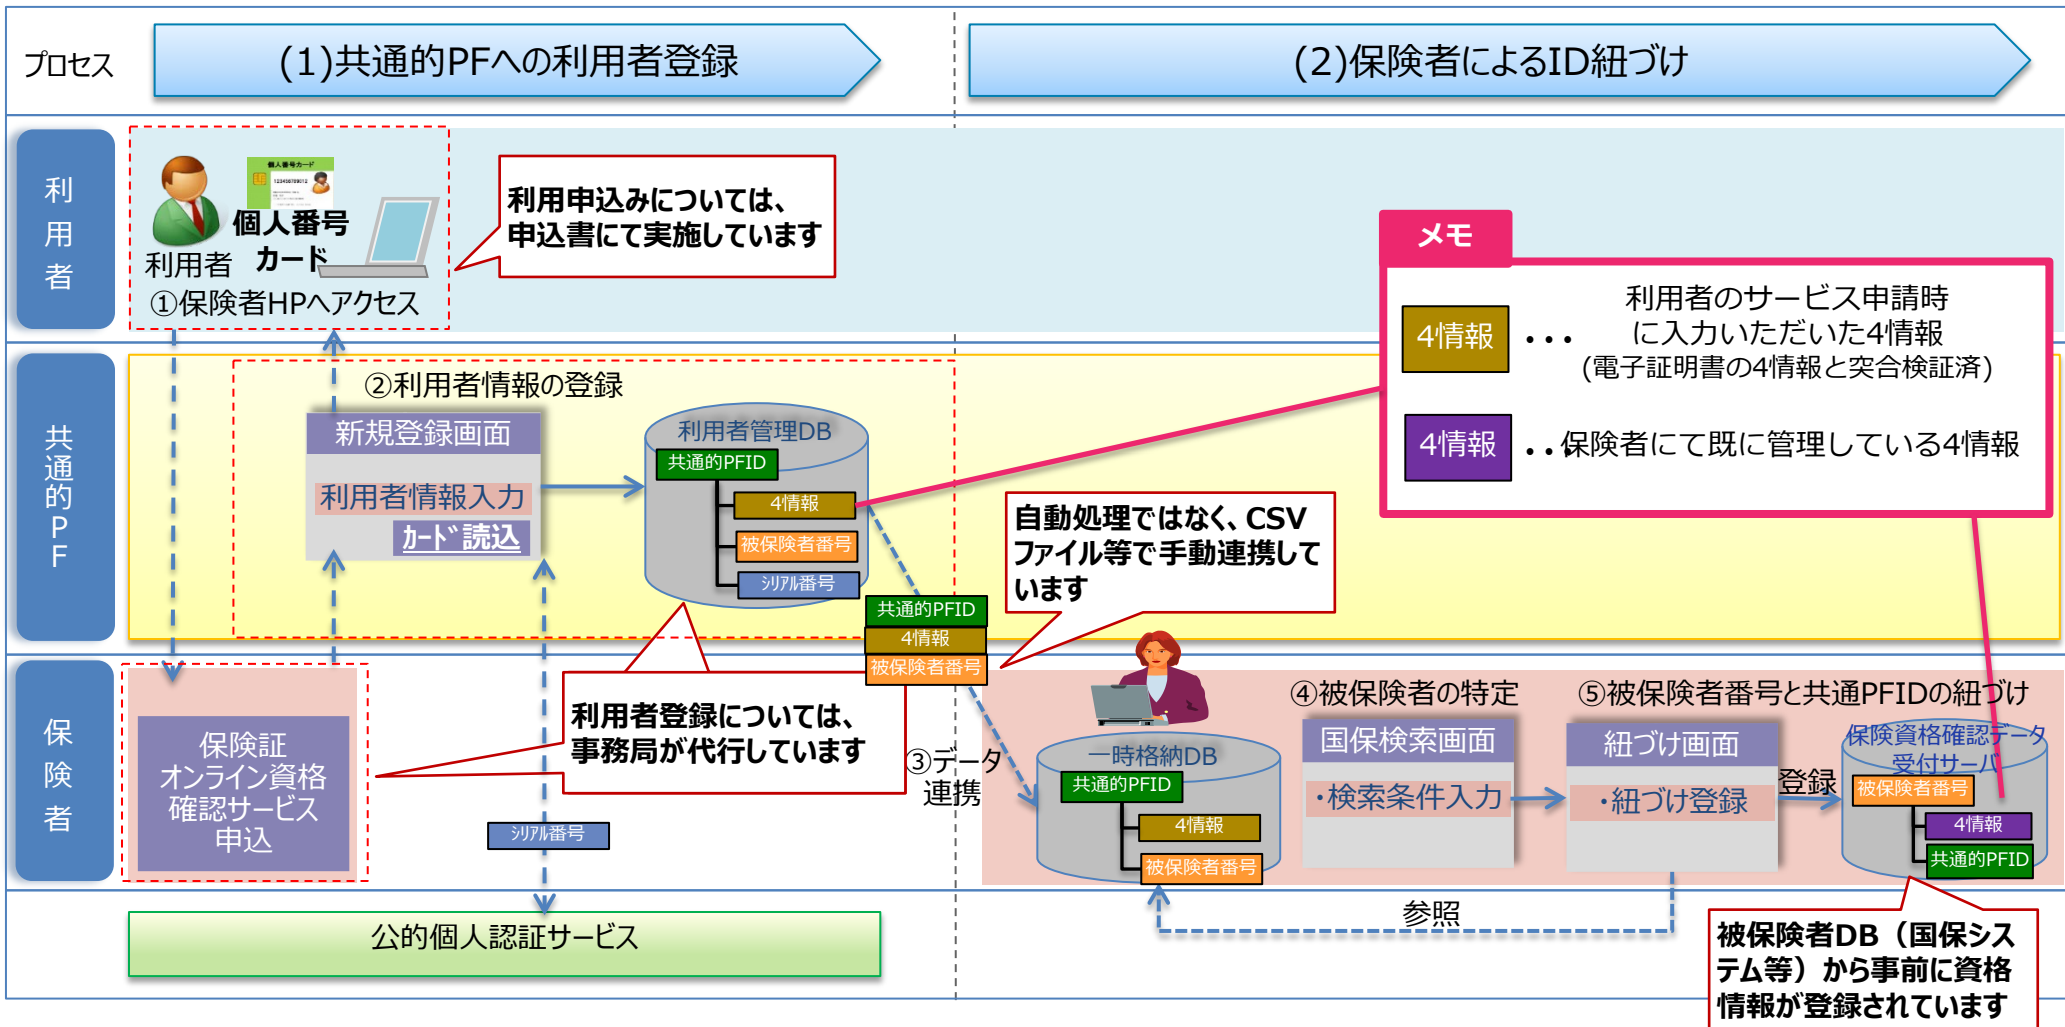 プロセス
(1)共通的PFへの利用者登録
(2)保険者によるID紐づけ
利用者
個人番号カード
123456789012
個人番号
カード
利用者
①保険者HPへアクセス
利用申込みについては、
申込書にて実施しています
メモ
4情報
・・・
利用者のサービス申請時
に入力いただいた4情報
(電子証明書の4情報と突合検証済)
4情報
・・保険者にて既に管理している4情報
共通的PF
②利用者情報の登録
新規登録画面
利用者情報入力
ｶｰﾄﾞ読込
利用者管理DB
共通的PFID
4情報
被保険者番号
ｼﾘｱﾙ番号
自動処理ではなく、CSV
ファイル等で手動連携して
います
共通的PFID
4情報
被保険者番号
保険者
保険証
オンライン資格
確認サービス
申込
利用者登録については、
事務局が代行しています
ｼﾘｱﾙ番号
③データ
連携
一時格納DB
共通的PFID
4情報
被保険者番号
④被保険者の特定
国保検索画面
・検索条件入力
⑤被保険者番号と共通PFIDの紐づけ
紐づけ画面
・紐づけ登録
登録
保険資格確認データ
受付サーバ
被保険者番号
4情報
共通的PFID
参照
公的個人認証サービス
被保険者DB（国保シス
テム等）から事前に資格
情報が登録されています